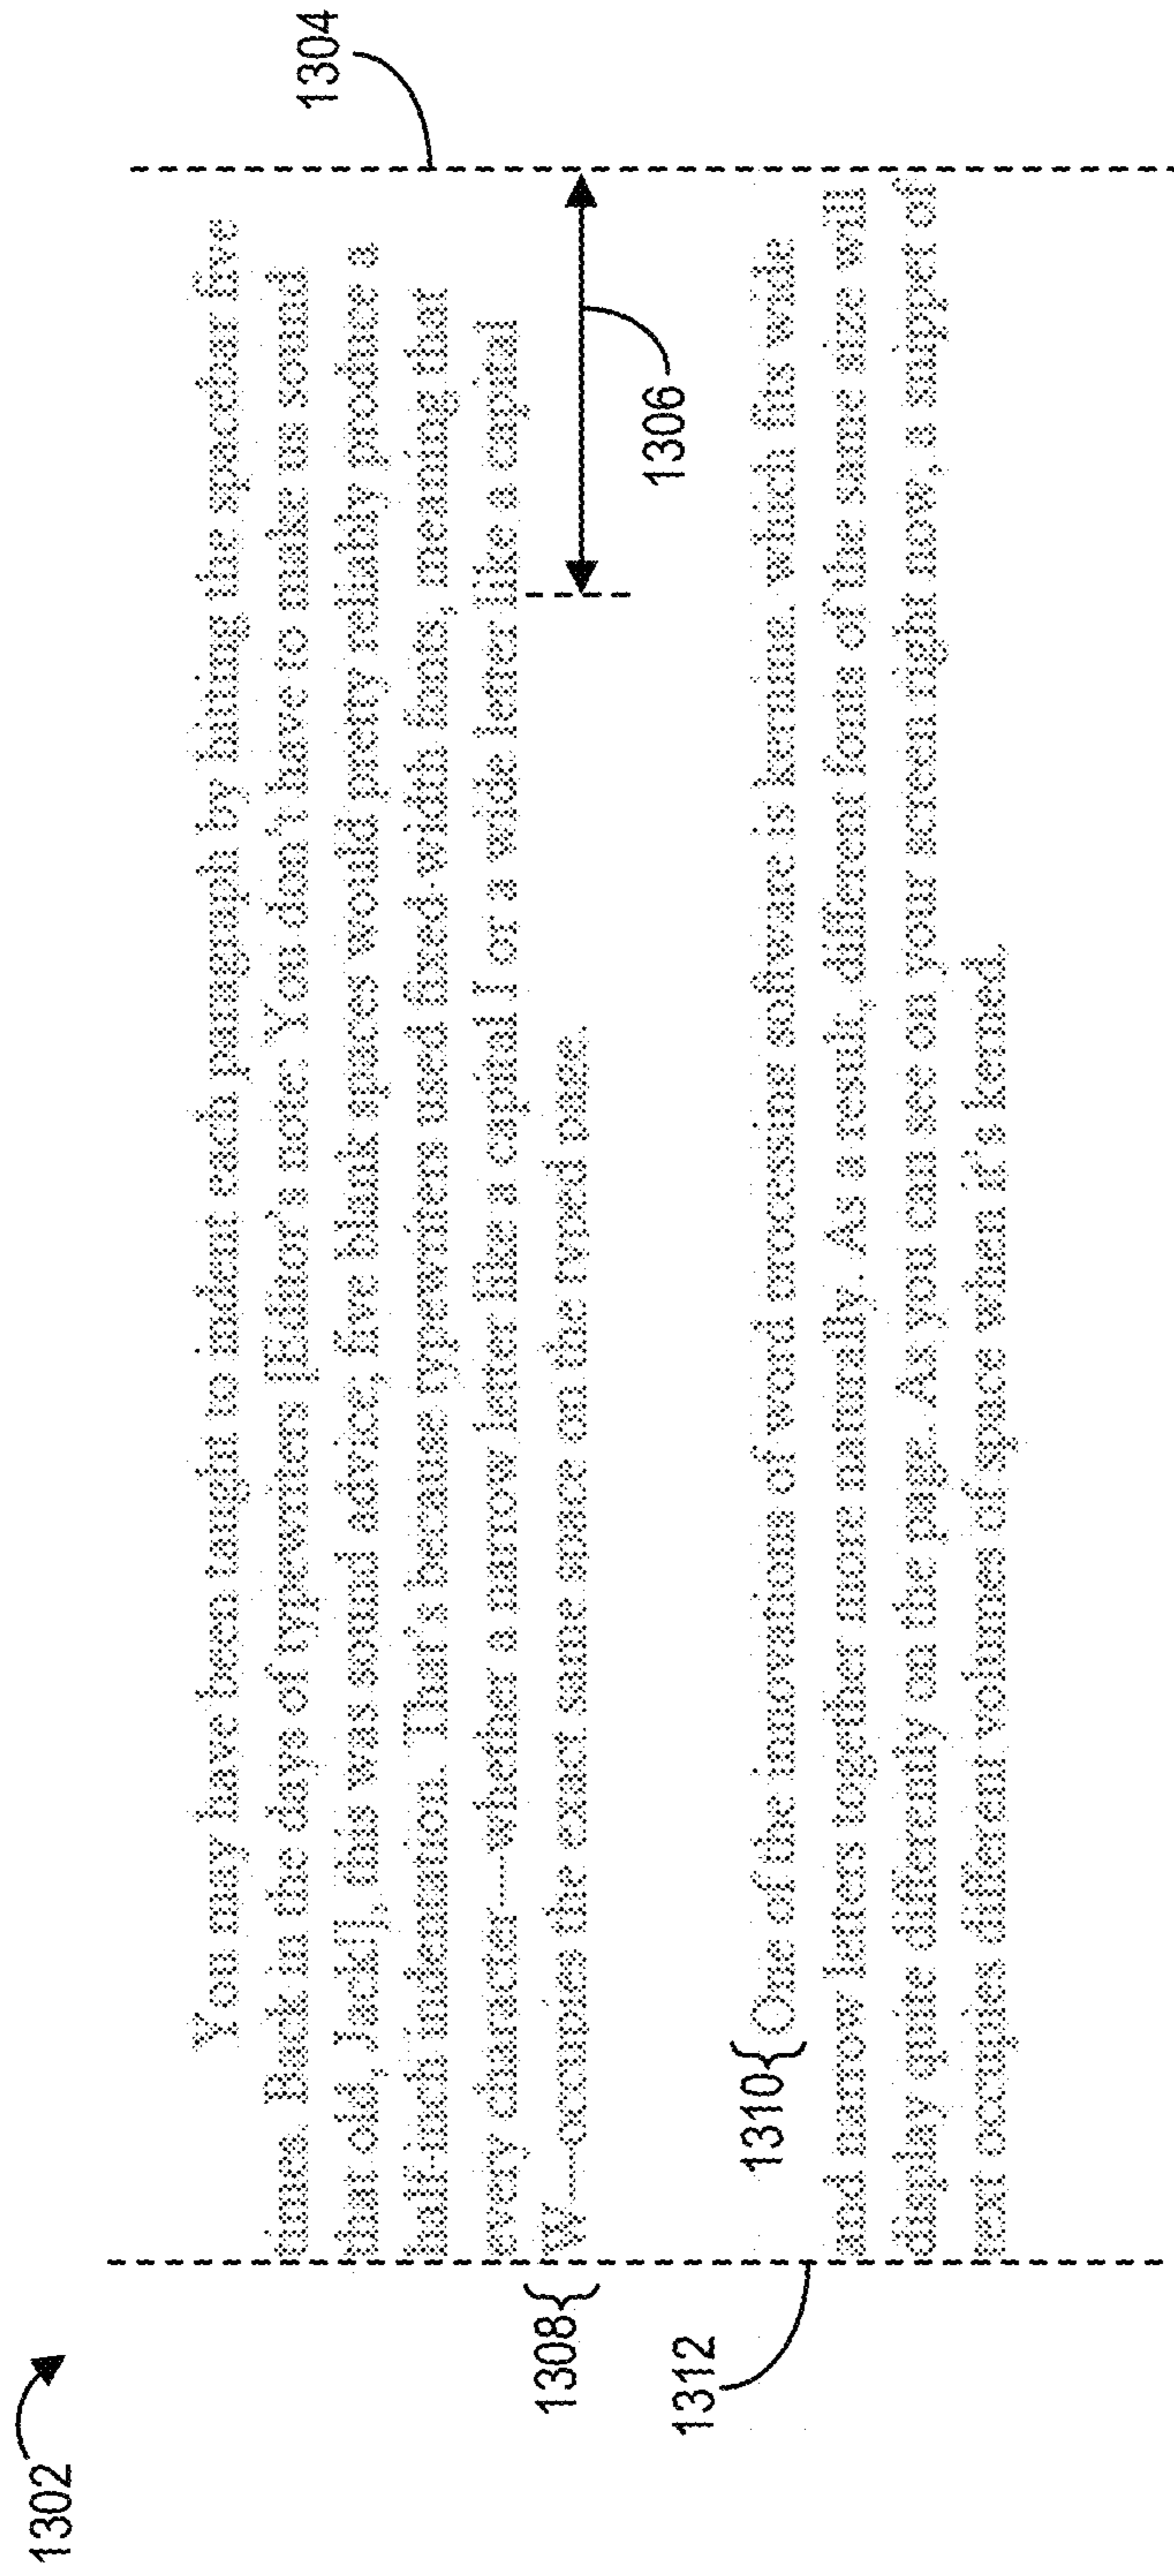 1302
1304
You may have been taught to indent each paragraph by hitting the spacebar five
times. Back in the days of typewriters [Editor's note: You don't have to make us sound
that old, Jack!], this was sound advice; five blank spaces would pretty reliably produce a
half-inch indentation. That's because typewriters used fixed-width fonts, meaning that
every character—whether a narrow letter like a capital I or a wide letter like a capital
1308
W—occupies the exact same space on the typed page.
1306
1312
1310
One of the innovations of word processing software is kerning, which fits wide
and narrow letters together more naturally. As a result, different fonts of the same size will
display quite differently on the page. As you can see on your screen right now, a snippet of
text occupies different volumes of space when it's kerned.